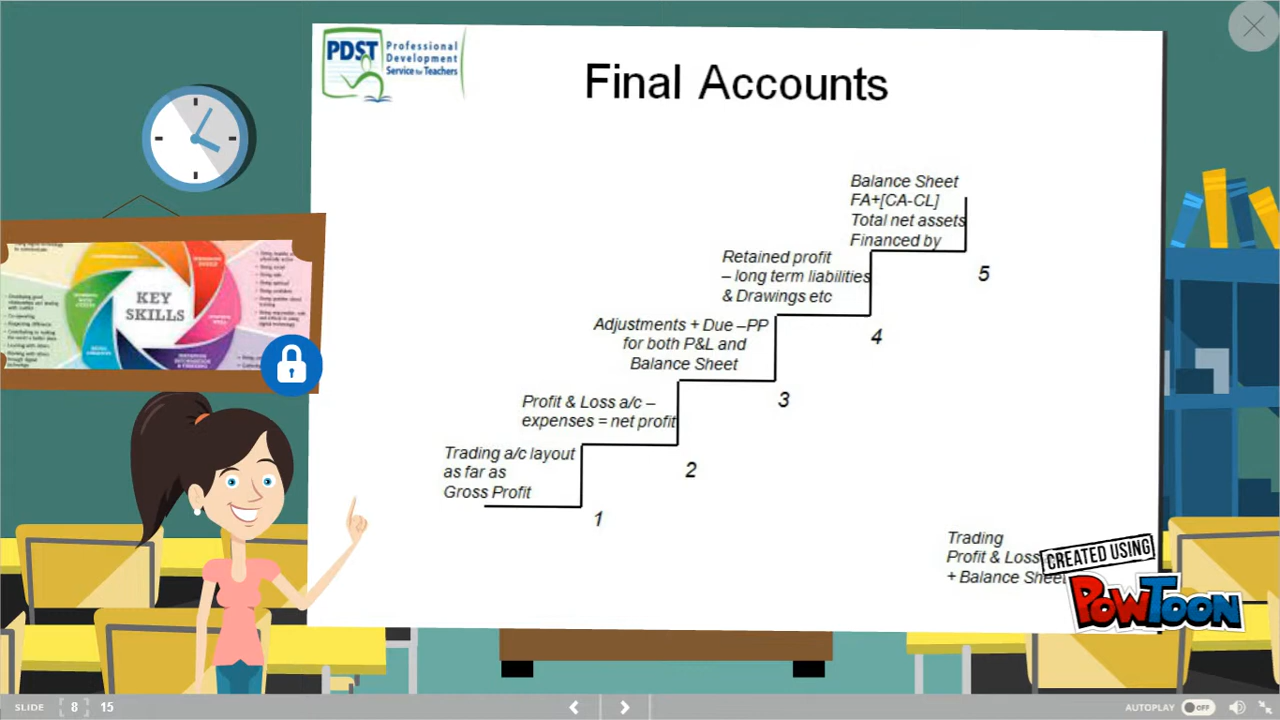 PDST
Professional
Development
Service for Teachers
Final Accounts
Balance Sheet
FA+[CA-CL]
Total net assets
Financed by
5
Retained profit
– long term liabilities
& Drawings etc
4
Adjustments + Due –PP
for both P&L and
Balance Sheet
3
Profit & Loss a/c –
expenses = net profit
2
Trading a/c layout
as far as
Gross Profit
1
KEY
SKILLS
Trading
Profit & Loss
+ Balance Sheet
CREATED USING
POWTOON
SLIDE 8 15
AUTOPLAY OFF